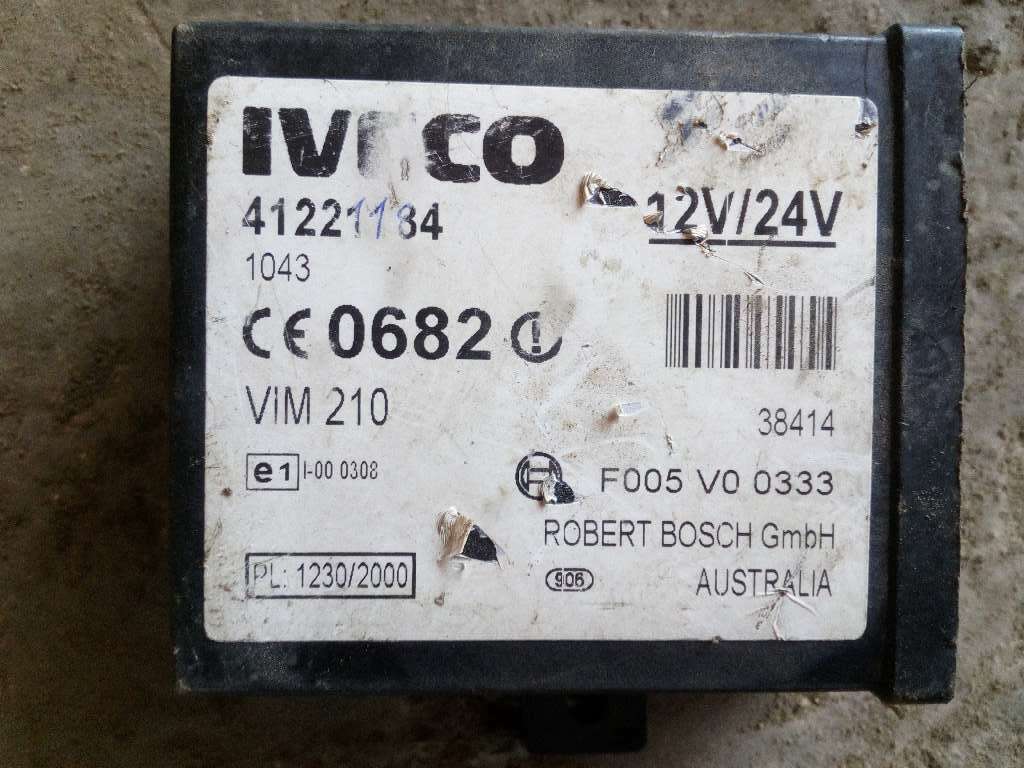 IVECO
41221184
12V/24V
1043
CE 0682
VIM 210
38414
e1 I-00 0308
F005 V0 0333
ROBERT BOSCH GmbH
PL: 1230/2000
906
AUSTRALIA